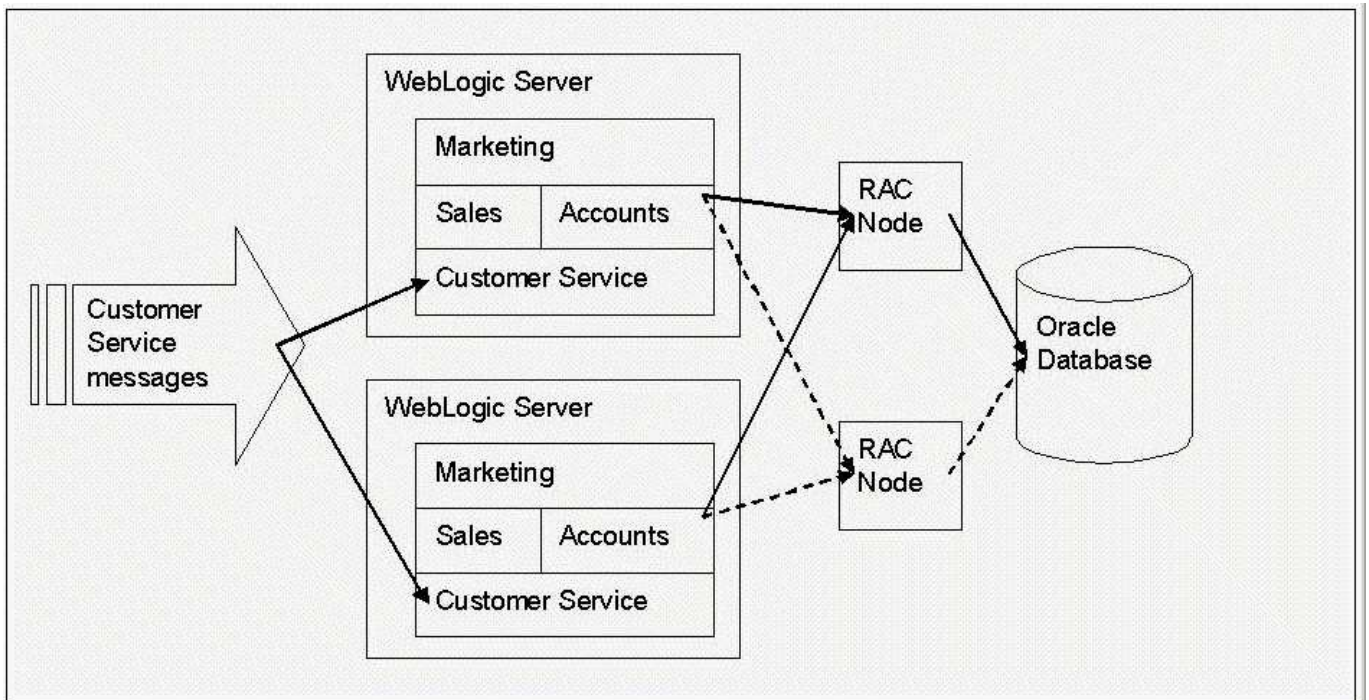 Customer
Service
messages
WebLogic Server
Marketing
Sales
Accounts
Customer Service
WebLogic Server
Marketing
Sales
Accounts
Customer Service
RAC
Node
RAC
Node
Oracle
Database